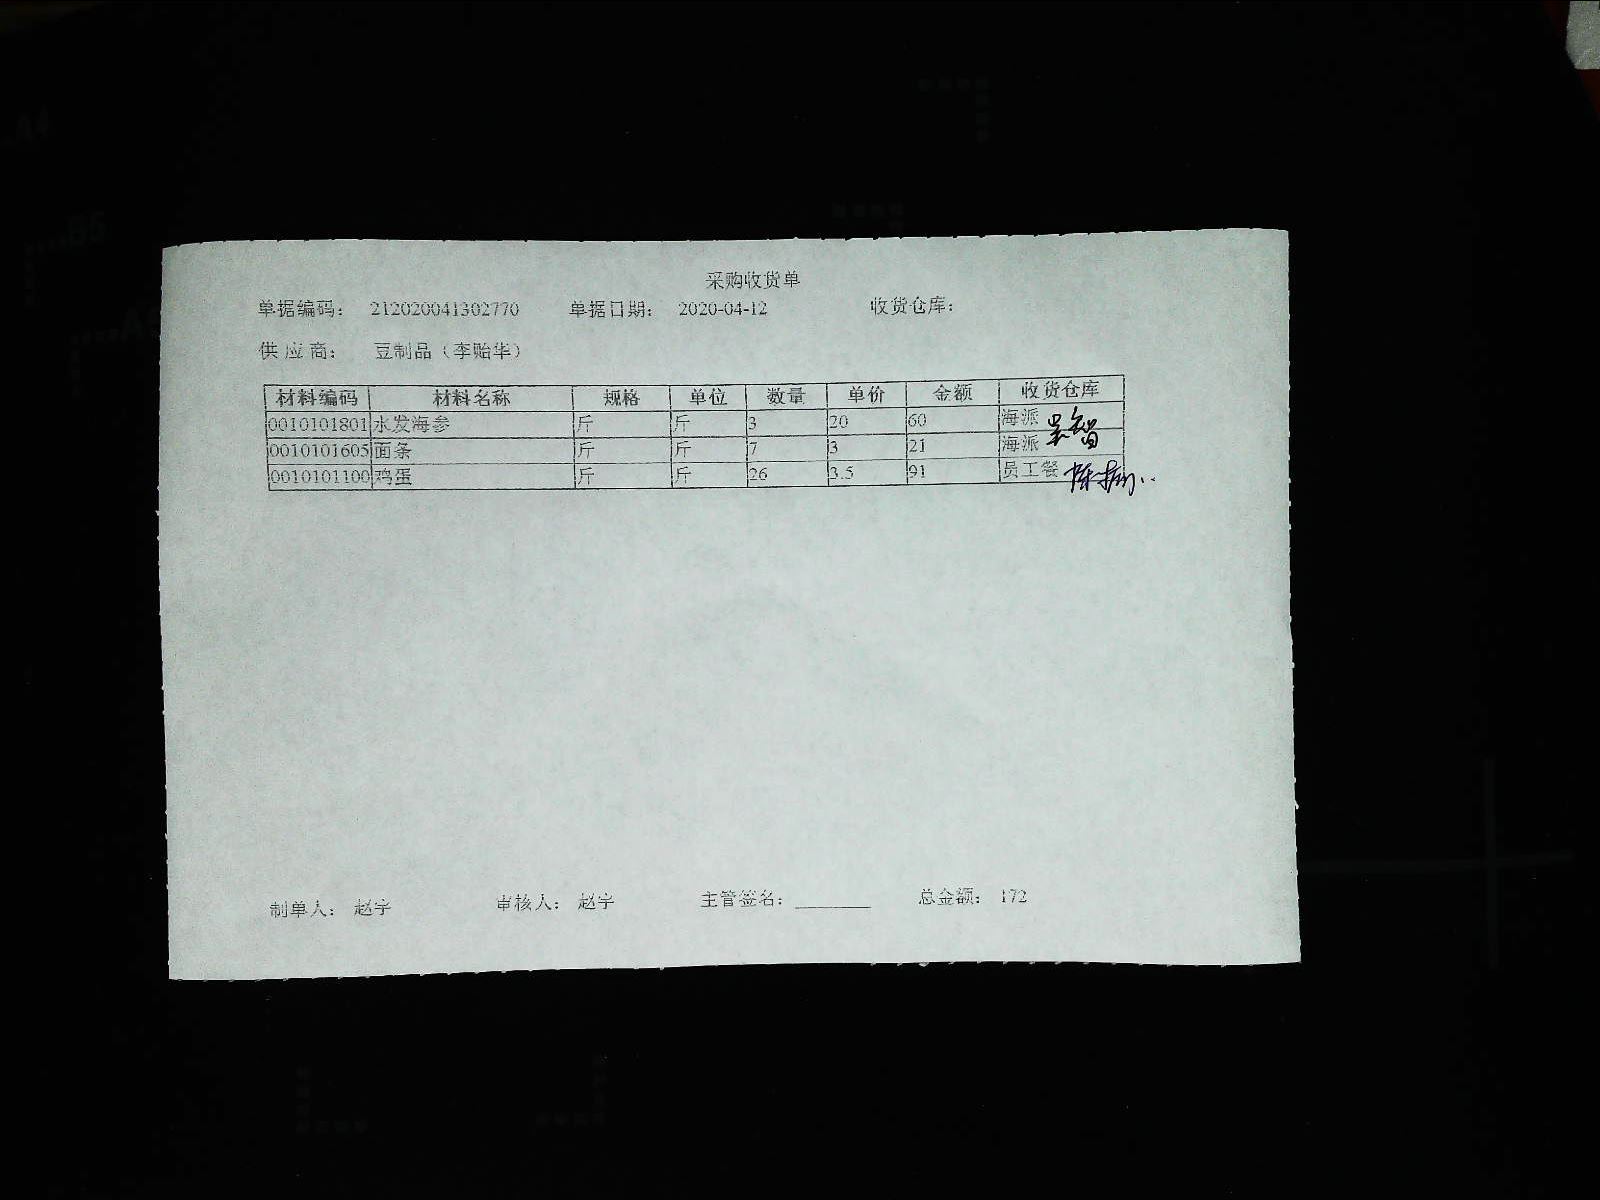 采购收货单
单据编码： 212020041302770 单据日期： 2020-04-12 收货仓库：
供 应 商： 豆制品（李贻华）
材料编码 材料名称 规格 单位 数量 单价 金额 收货仓库
0010101801 水发海参 斤 斤 3 20 60 海派
0010101605 面条 斤 斤 7 3 21 海派
0010101100 鸡蛋 斤 斤 26 3.5 91 员工餐
制单人： 赵宇 审核人： 赵宇 主管签名： 总金额： 172
A4
B5